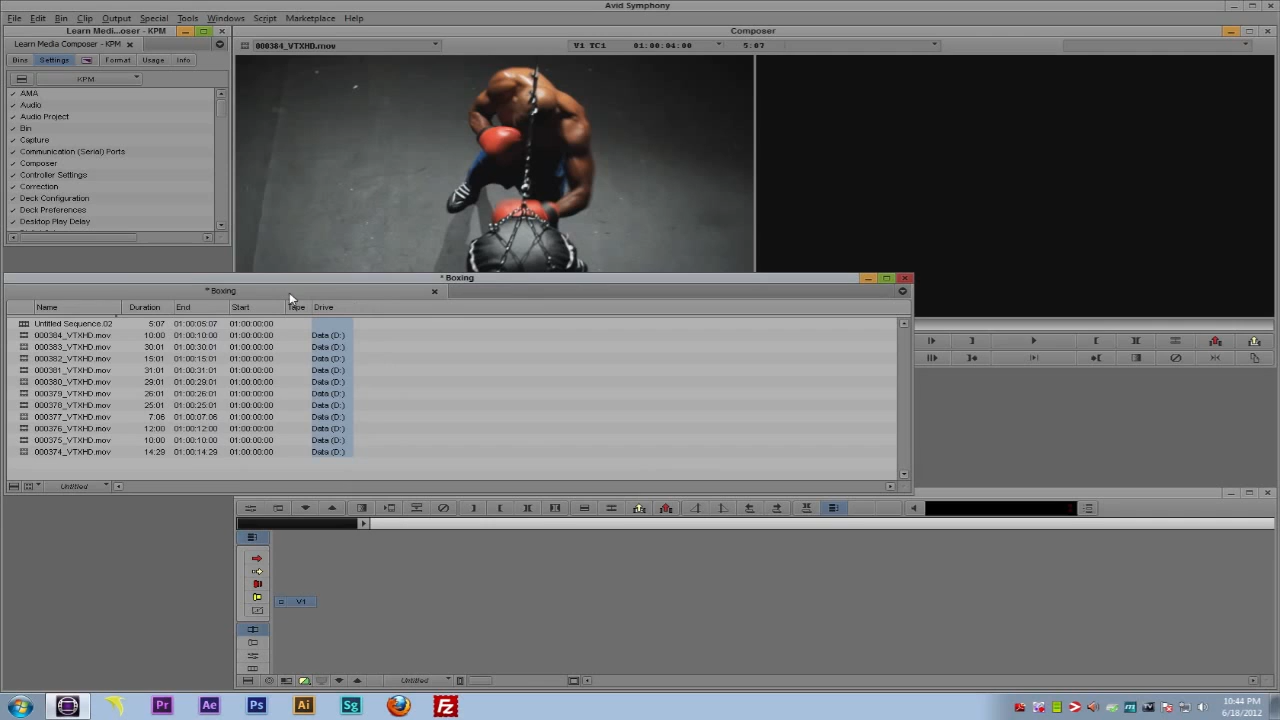 Avid Symphony
File Edit Bin Clip Output Special Tools Windows Script Marketplace Help
Learn Medi...oser - KPM
Composer
Learn Media Composer - KPM
000384_VTXHD.mov
V1 TC1 01:00:04:00 5:07
Bins Settings Format Usage Info
KPM
AMA
Audio
Audio Project
Bin
Capture
Communication (Serial) Ports
Composer
Controller Settings
Correction
Deck Configuration
Deck Preferences
Desktop Play Delay
* Boxing
* Boxing
Name Duration End Start Tape Drive
Untitled Sequence.02 5:07 01:00:05:07 01:00:00:00
000384_VTXHD.mov 10:00 01:00:10:00 01:00:00:00 Data (D:)
000383_VTXHD.mov 30:01 01:00:30:01 01:00:00:00 Data (D:)
000382_VTXHD.mov 15:01 01:00:15:01 01:00:00:00 Data (D:)
000381_VTXHD.mov 31:01 01:00:31:01 01:00:00:00 Data (D:)
000380_VTXHD.mov 29:01 01:00:29:01 01:00:00:00 Data (D:)
000379_VTXHD.mov 26:01 01:00:26:01 01:00:00:00 Data (D:)
000378_VTXHD.mov 25:01 01:00:25:01 01:00:00:00 Data (D:)
000377_VTXHD.mov 7:06 01:00:07:06 01:00:00:00 Data (D:)
000376_VTXHD.mov 12:00 01:00:12:00 01:00:00:00 Data (D:)
000375_VTXHD.mov 10:00 01:00:10:00 01:00:00:00 Data (D:)
000374_VTXHD.mov 14:29 01:00:14:29 01:00:00:00 Data (D:)
Untitled
V1
Untitled
Pr Ae Ps Ai Sg Fz
10:44 PM
6/18/2012